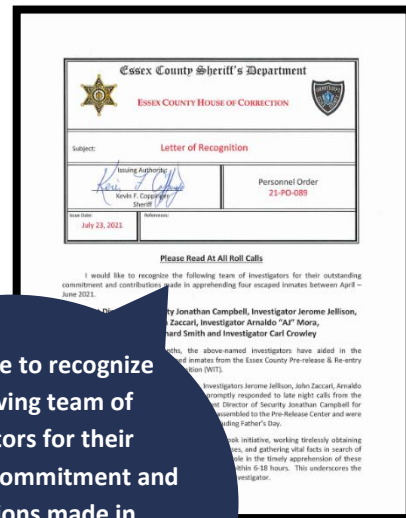 Essex County Sheriff's Department
ESSEX COUNTY HOUSE OF CORRECTION
Subject: Letter of Recognition
Issuing Authority:
Kevin F. Coppinger
Sheriff
Personnel Order
21-PO-089
Issue Date:
July 23, 2021
References:
Please Read At All Roll Calls
I would like to recognize the following team of investigators for their outstanding
commitment and contributions made in apprehending four escaped inmates between April –
June 2021.
Jonathan Campbell, Investigator Jerome Jellison,
Zaccari, Investigator Arnaldo "AJ" Mora,
Smith and Investigator Carl Crowley
the above-named investigators have aided in the
inmates from the Essex County Pre-release & Re-entry
(WIT).
Investigators Jerome Jellison, John Zaccari, Arnaldo
promptly responded to late night calls from the
Director of Security Jonathan Campbell for
assembled to the Pre-Release Center and were
Father's Day.
initiative, working tirelessly obtaining
and gathering vital facts in search of
role in the timely apprehension of these
within 6-18 hours. This underscores the
investigator.
to recognize
team of
for their
commitment and
made in